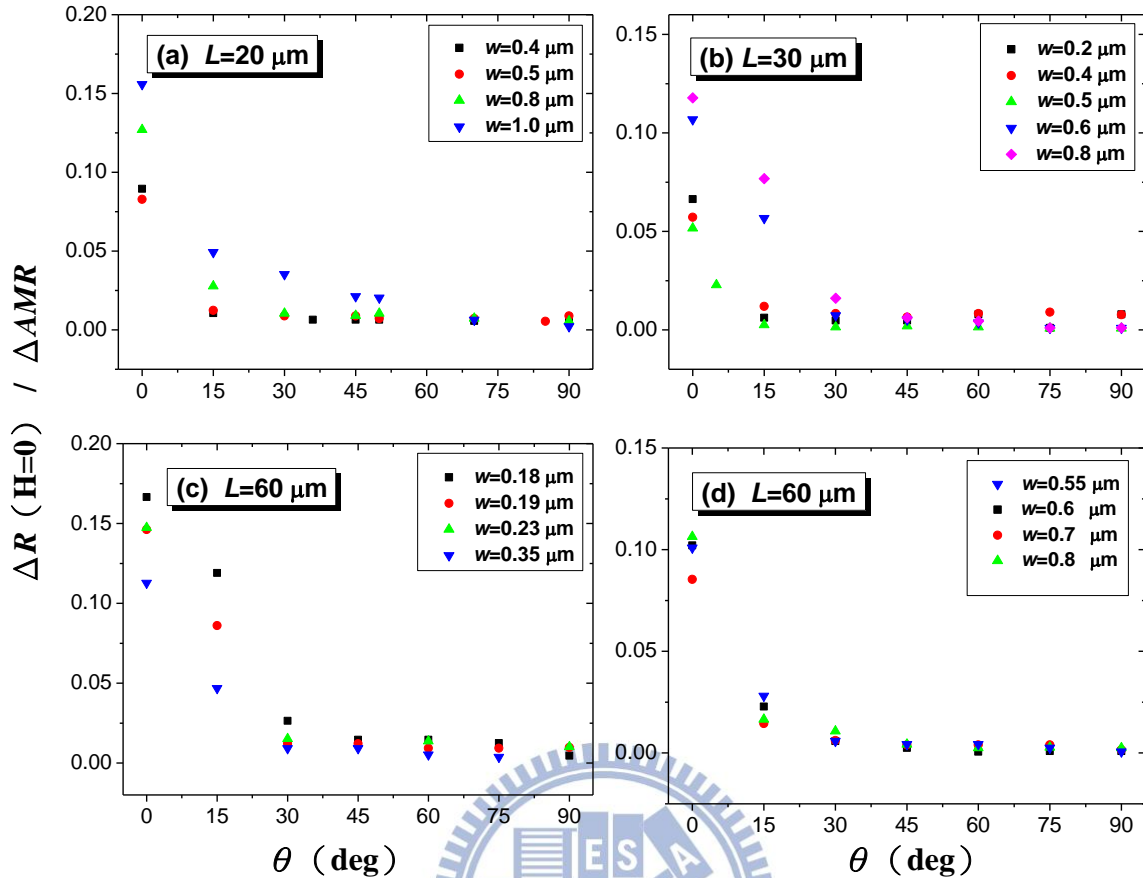 ΔR (H=0) / ΔAMR
(a) L=20 μm
w=0.4 μm
w=0.5 μm
w=0.8 μm
w=1.0 μm
0.20
0.15
0.10
0.05
0.00
0 15 30 45 60 75 90
(b) L=30 μm
w=0.2 μm
w=0.4 μm
w=0.5 μm
w=0.6 μm
w=0.8 μm
0.15
0.10
0.05
0.00
0 15 30 45 60 75 90
(c) L=60 μm
w=0.18 μm
w=0.19 μm
w=0.23 μm
w=0.35 μm
0.20
0.15
0.10
0.05
0.00
0 15 30 45 60 75 90
θ (deg)
(d) L=60 μm
w=0.55 μm
w=0.6 μm
w=0.7 μm
w=0.8 μm
0.15
0.10
0.05
0.00
0 15 30 45 60 75 90
θ (deg)
E S A